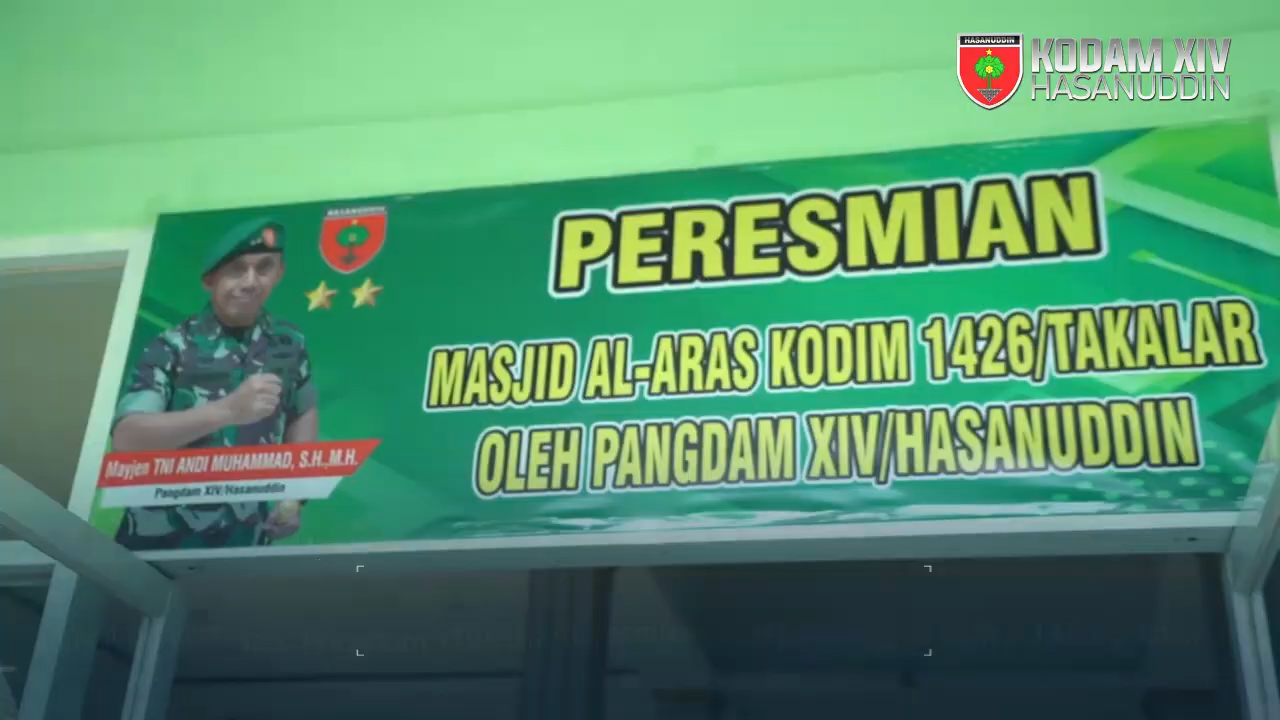 HASANUDDIN
KODAM XIV
HASANUDDIN
HASANUDDIN
PERESMIAN
MASJID AL-ARAS KODIM 1426/TAKALAR
OLEH PANGDAM XIV/HASANUDDIN
Mayjen TNI ANDI MUHAMMAD, S.H.,M.H.
Pangdam XIV/Hasanuddin